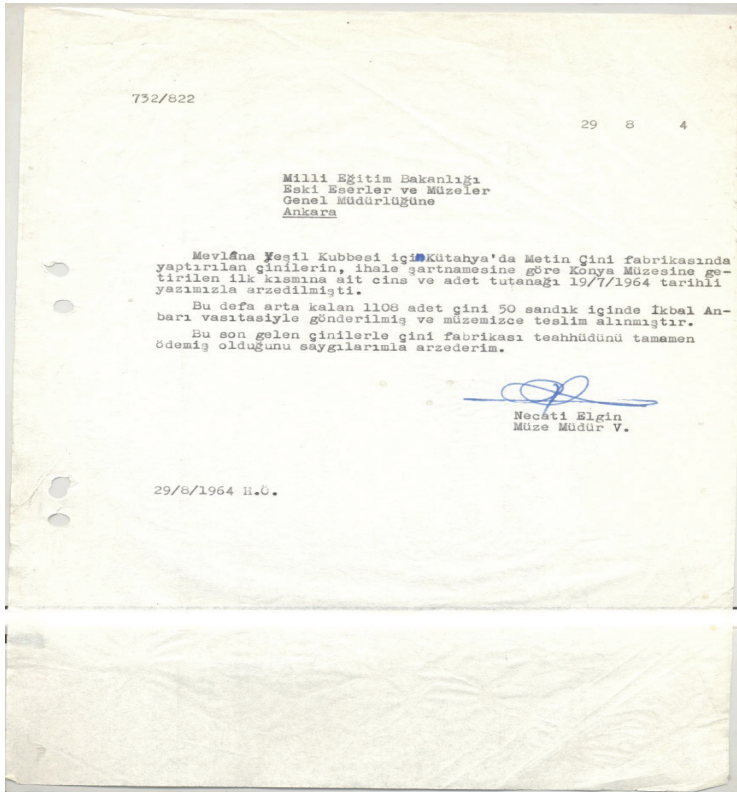 732/822
29 8 4
Milli Eğitim Bakanlığı
Eski Eserler ve Müzeler
Genel Müdürlüğüne
Ankara
Mevlâna Yeşil Kubbesi için Kütahya'da Metin Çini fabrikasında
yaptırılan çinilerin, ihale şartnamesine göre Konya Müzesine ge-
tirilen ilk kısmına ait cins ve adet tutanağı 19/7/1964 tarihli
yazımızla arzedilmişti.
Bu defa arta kalan 1108 adet çini 50 sandık içinde İkbal An-
barı vasıtasiyle gönderilmiş ve müzemizce teslim alınmıştır.
Bu son gelen çinilerle çini fabrikası teahhüdünü tamamen
ödemiş olduğunu saygılarımla arzederim.
Necati Elgin
Müze Müdür V.
29/8/1964 H.Ö.